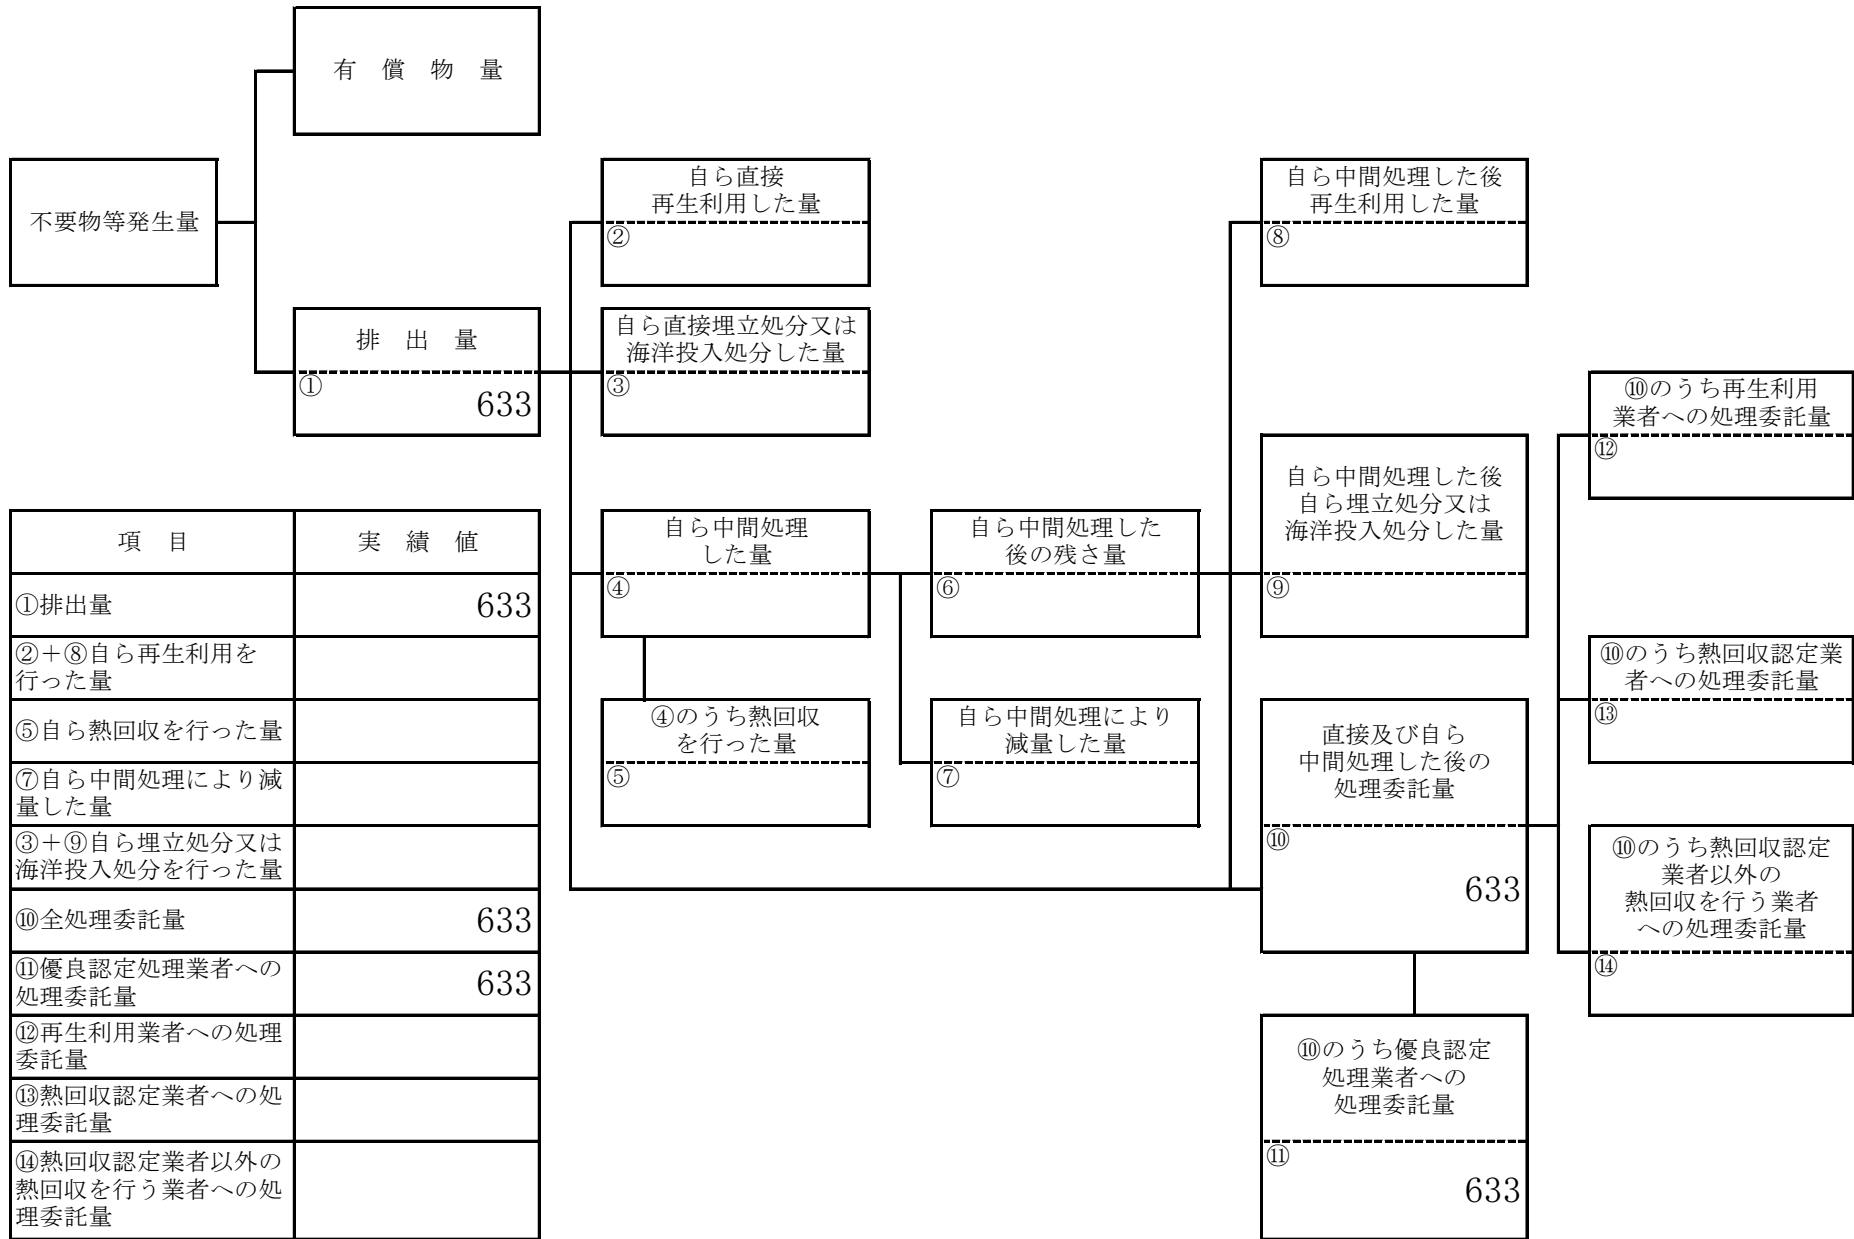 有　償　物　量
不要物等発生量
排　出　量
①
633
自ら直接
再生利用した量
②
自ら直接埋立処分又は
海洋投入処分した量
③
自ら中間処理
した量
④
④のうち熱回収
を行った量
⑤
自ら中間処理した
後の残さ量
⑥
自ら中間処理により
減量した量
⑦
自ら中間処理した後
再生利用した量
⑧
自ら中間処理した後
自ら埋立処分又は
海洋投入処分した量
⑨
直接及び自ら
中間処理した後の
処理委託量
⑩
633
⑩のうち優良認定
処理業者への
処理委託量
⑪
633
⑩のうち再生利用
業者への処理委託量
⑫
⑩のうち熱回収認定業
者への処理委託量
⑬
⑩のうち熱回収認定
業者以外の
熱回収を行う業者
への処理委託量
⑭
項　目　実　績　値
①排出量 633
②＋⑧自ら再生利用を
行った量
⑤自ら熱回収を行った量
⑦自ら中間処理により減
量した量
③＋⑨自ら埋立処分又は
海洋投入処分を行った量
⑩全処理委託量 633
⑪優良認定処理業者への
処理委託量 633
⑫再生利用業者への処理
委託量
⑬熱回収認定業者への処
理委託量
⑭熱回収認定業者以外の
熱回収を行う業者への処
理委託量